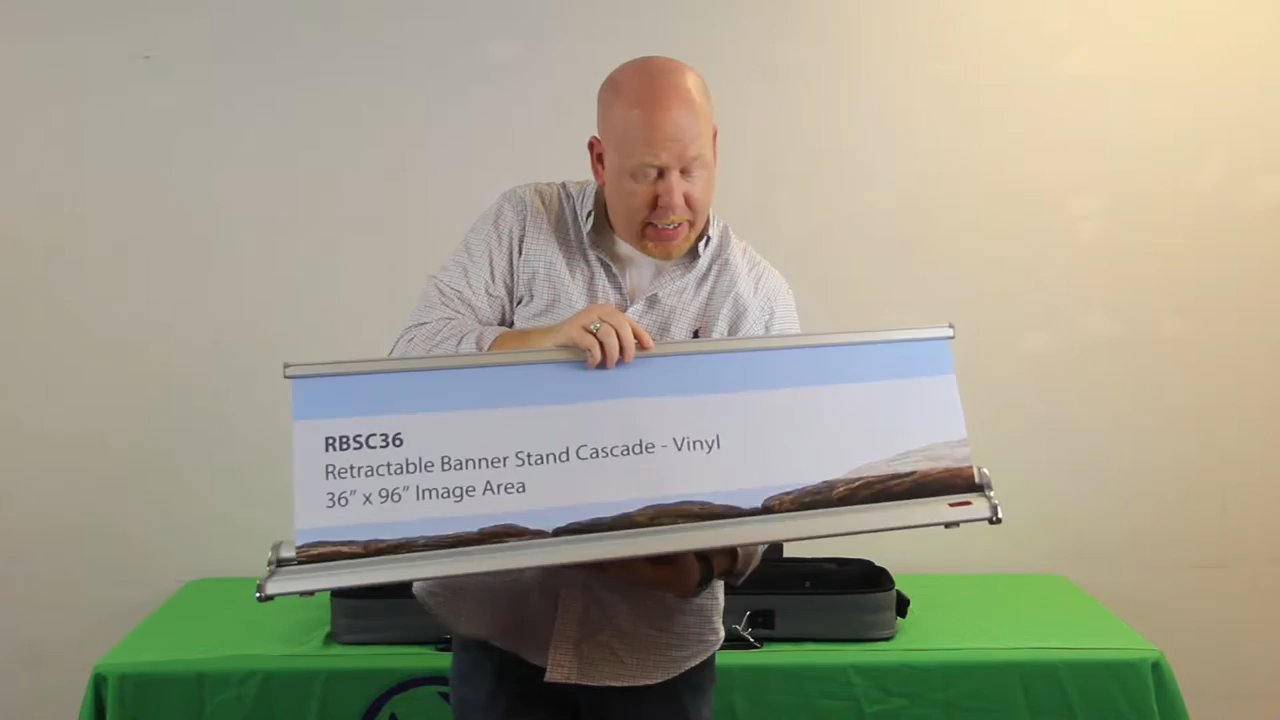 RBSC36
Retractable Banner Stand Cascade - Vinyl
36” x 96” Image Area